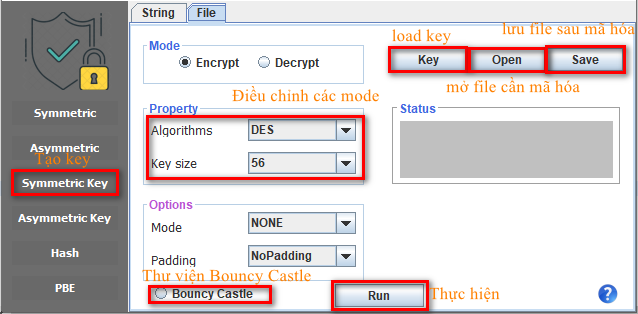 String File
load key
lưu file sau mã hóa
Mode
Encrypt Decrypt
Key Open Save
mở file cần mã hóa
Điều chỉnh các mode
Property
Status
Algorithms DES
Key size 56
Symmetric
Asymmetric
Tạo key
Symmetric Key
Asymmetric Key
Hash
PBE
Options
Mode NONE
Padding NoPadding
Thư viện Bouncy Castle
Bouncy Castle
Run
Thực hiện
?